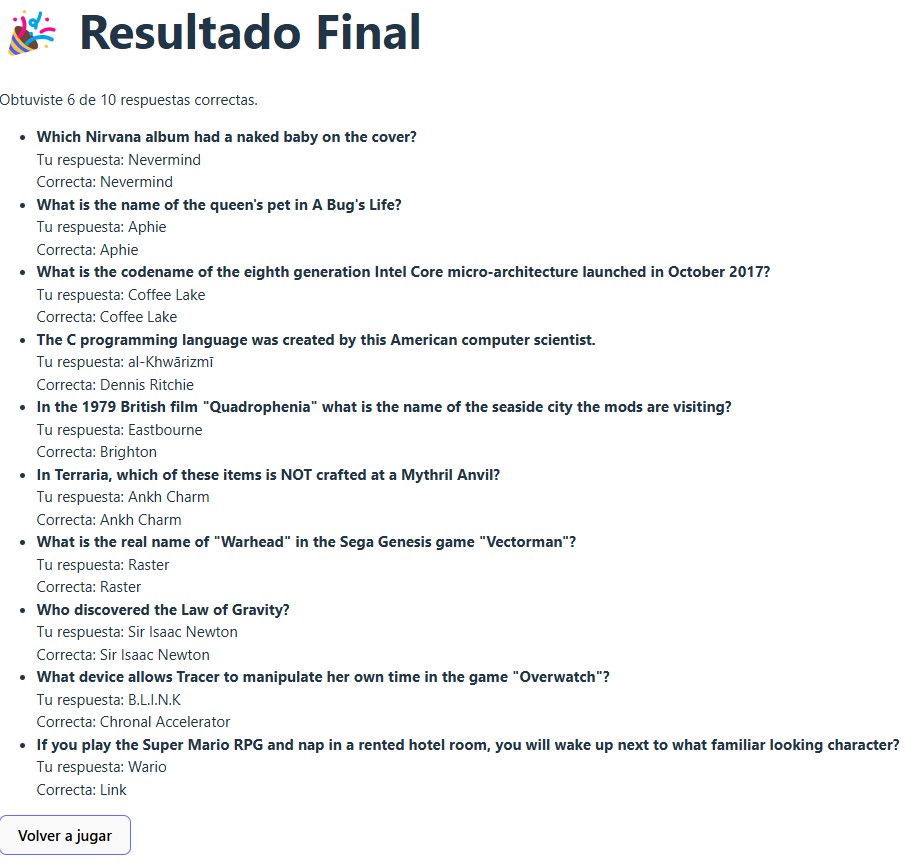 Resultado Final
Obtuviste 6 de 10 respuestas correctas.
Which Nirvana album had a naked baby on the cover?
Tu respuesta: Nevermind
Correcta: Nevermind
What is the name of the queen's pet in A Bug's Life?
Tu respuesta: Aphie
Correcta: Aphie
What is the codename of the eighth generation Intel Core micro-architecture launched in October 2017?
Tu respuesta: Coffee Lake
Correcta: Coffee Lake
The C programming language was created by this American computer scientist.
Tu respuesta: al-Khwārizmī
Correcta: Dennis Ritchie
In the 1979 British film "Quadrophenia" what is the name of the seaside city the mods are visiting?
Tu respuesta: Eastbourne
Correcta: Brighton
In Terraria, which of these items is NOT crafted at a Mythril Anvil?
Tu respuesta: Ankh Charm
Correcta: Ankh Charm
What is the real name of "Warhead" in the Sega Genesis game "Vectorman"?
Tu respuesta: Raster
Correcta: Raster
Who discovered the Law of Gravity?
Tu respuesta: Sir Isaac Newton
Correcta: Sir Isaac Newton
What device allows Tracer to manipulate her own time in the game "Overwatch"?
Tu respuesta: B.L.I.N.K
Correcta: Chronal Accelerator
If you play the Super Mario RPG and nap in a rented hotel room, you will wake up next to what familiar looking character?
Tu respuesta: Wario
Correcta: Link
Volver a jugar